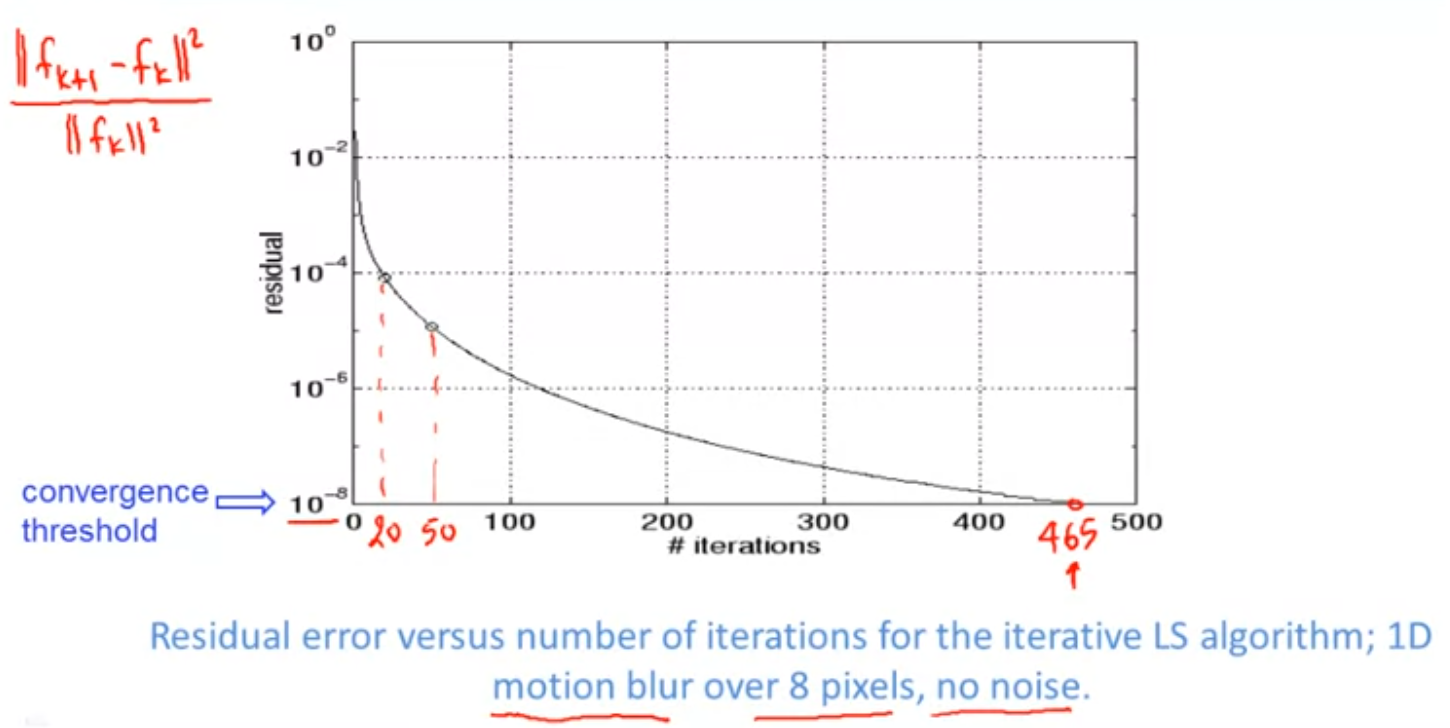 ||f_{k+1} - f_k||²
||f_k||²
10⁰
10⁻²
10⁻⁴
10⁻⁶
10⁻⁸
residual
convergence
threshold
0 100 200 300 400 500
20 50 465
# iterations
Residual error versus number of iterations for the iterative LS algorithm; 1D
motion blur over 8 pixels, no noise.